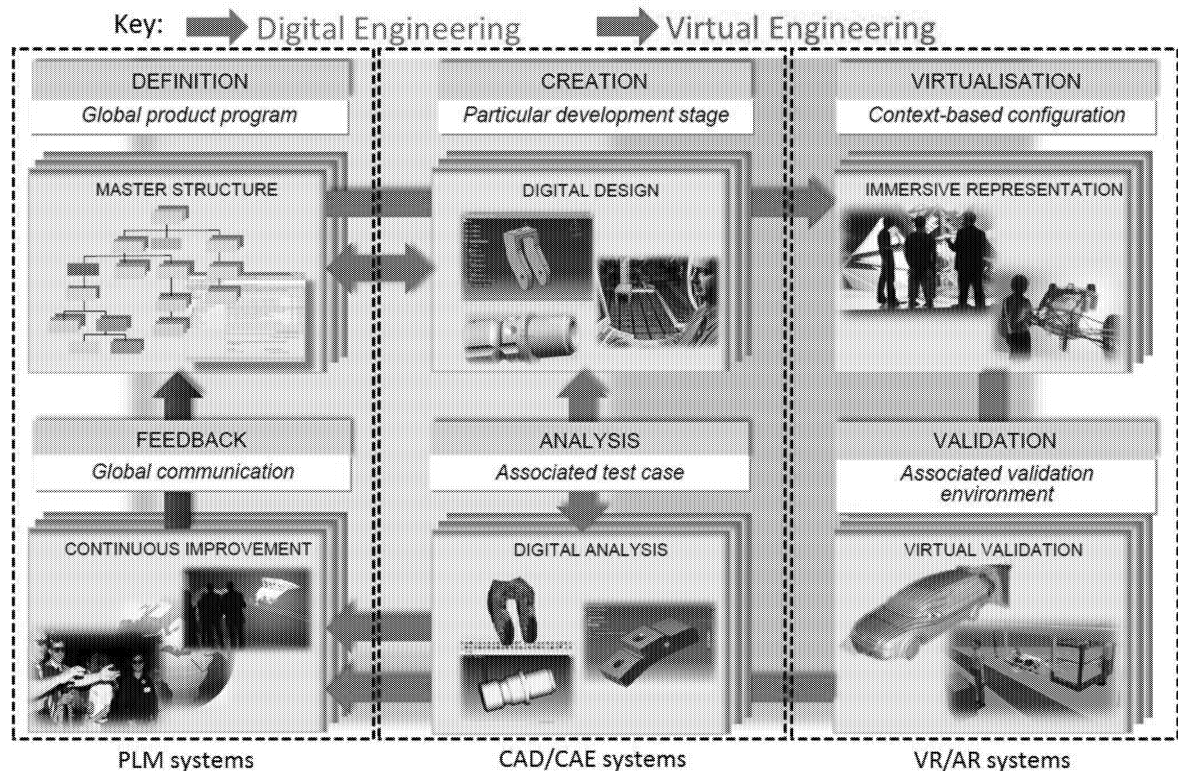 Key: Digital Engineering Virtual Engineering
DEFINITION
Global product program
MASTER STRUCTURE
FEEDBACK
Global communication
CONTINUOUS IMPROVEMENT
PLM systems
CREATION
Particular development stage
DIGITAL DESIGN
ANALYSIS
Associated test case
DIGITAL ANALYSIS
CAD/CAE systems
VIRTUALISATION
Context-based configuration
IMMERSIVE REPRESENTATION
VALIDATION
Associated validation
environment
VIRTUAL VALIDATION
VR/AR systems